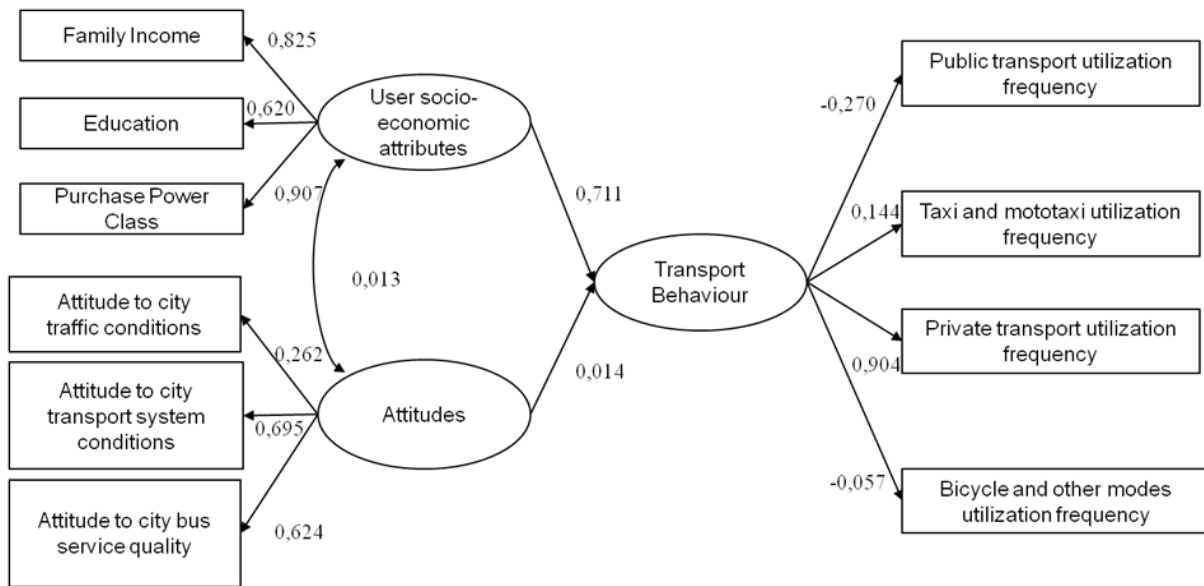 Family Income
0,825
Education
0,620
Purchase Power
Class
0,907
User socio-
economic
attributes
0,013
Attitude to city
traffic conditions
0,262
Attitude to city
transport system
conditions
0,695
Attitude to city bus
service quality
0,624
Attitudes
0,711
0,014
Transport
Behaviour
-0,270
Public transport utilization
frequency
0,144
Taxi and mototaxi utilization
frequency
Private transport utilization
frequency
0,904
-0,057
Bicycle and other modes
utilization frequency